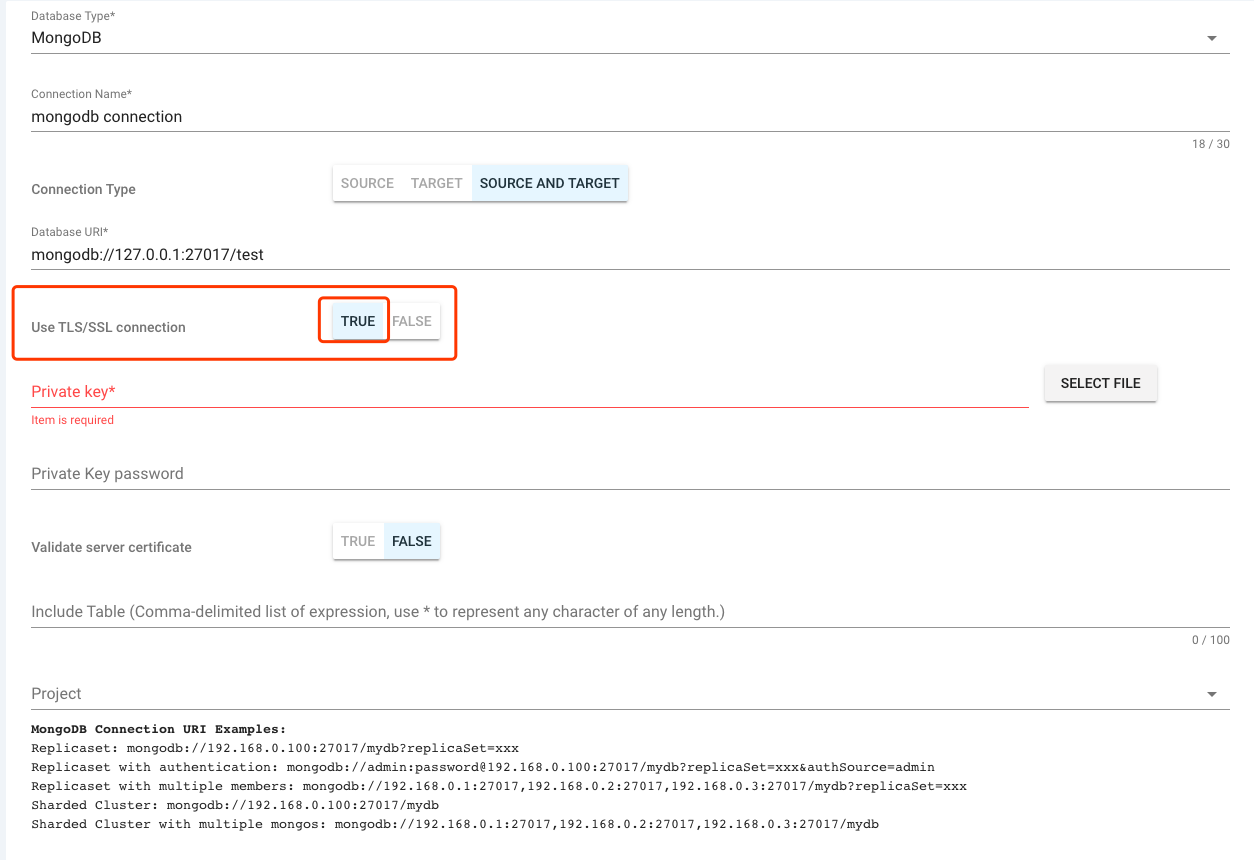 Database Type*
MongoDB
Connection Name*
mongodb connection
18 / 30
Connection Type SOURCE TARGET SOURCE AND TARGET
Database URI*
mongodb://127.0.0.1:27017/test
Use TLS/SSL connection TRUE FALSE
Private key* SELECT FILE
Item is required
Private Key password
Validate server certificate TRUE FALSE
Include Table (Comma-delimited list of expression, use * to represent any character of any length.)
0 / 100
Project
MongoDB Connection URI Examples:
Replicaset: mongodb://192.168.0.100:27017/mydb?replicaSet=xxx
Replicaset with authentication: mongodb://admin:password@192.168.0.100:27017/mydb?replicaSet=xxx&authSource=admin
Replicaset with multiple members: mongodb://192.168.0.1:27017,192.168.0.2:27017,192.168.0.3:27017/mydb?replicaSet=xxx
Sharded Cluster: mongodb://192.168.0.100:27017/mydb
Sharded Cluster with multiple mongos: mongodb://192.168.0.1:27017,192.168.0.2:27017,192.168.0.3:27017/mydb